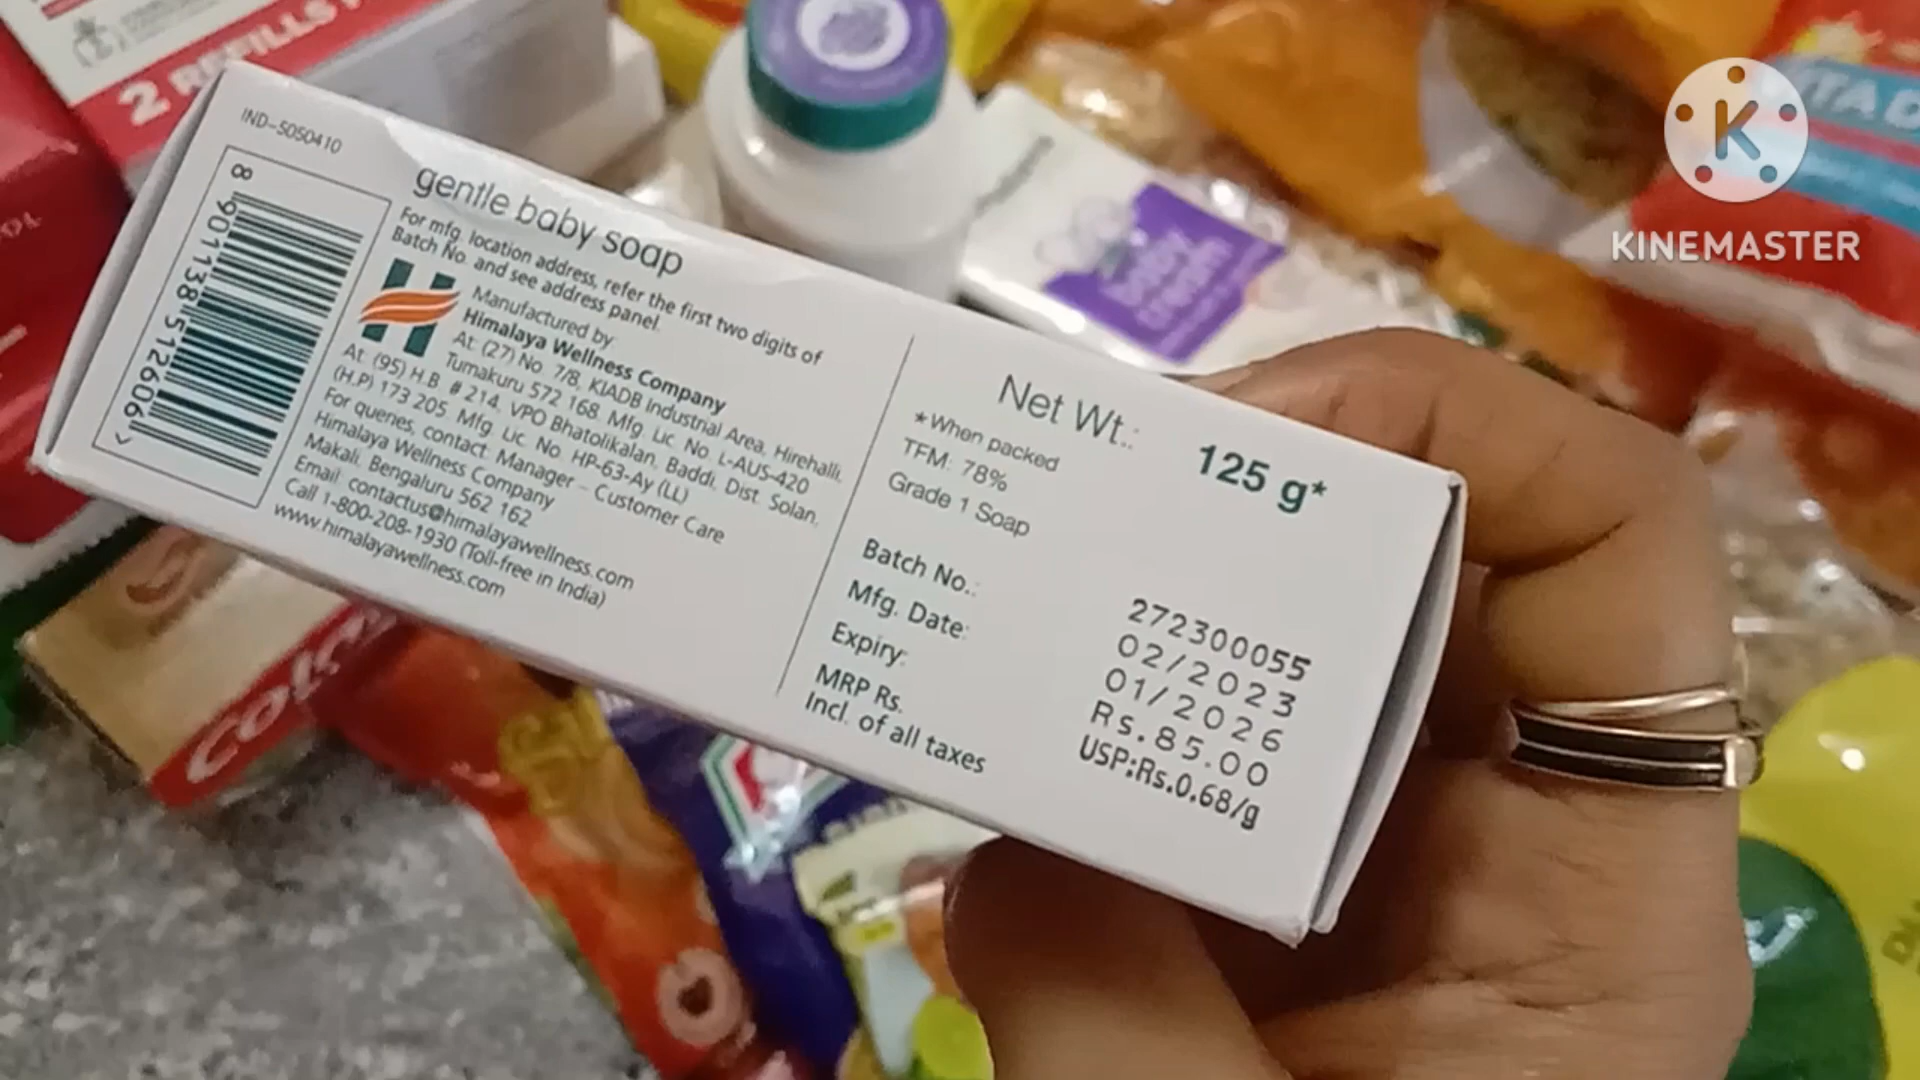 2 REFILLS
IND-5050410
8 901138 512606 >
gentle baby soap
For mfg. location address, refer the first two digits of
Batch No. and see address panel.
Manufactured by:
Himalaya Wellness Company
At: (27) No. 7/8, KIADB Industrial Area, Hirehalli,
Tumakuru 572 168. Mfg. Lic. No. L-AUS-420
At: (95) H.B. # 214, VPO Bhatolikalan, Baddi, Dist. Solan,
(H.P) 173 205. Mfg. Lic. No. HP-63-Ay (LL)
For queries, contact: Manager - Customer Care
Himalaya Wellness Company
Makali, Bengaluru 562 162
Email: contactus@himalayawellness.com
Call 1-800-208-1930 (Toll-free in India)
www.himalayawellness.com
Net Wt.: 125 g*
*When packed
TFM: 78%
Grade 1 Soap
Batch No.: 272300055
Mfg. Date: 02/2023
Expiry: 01/2026
MRP Rs. Rs.85.00
Incl. of all taxes USP:Rs.0.68/g
baby
cream
K
KINEMASTER